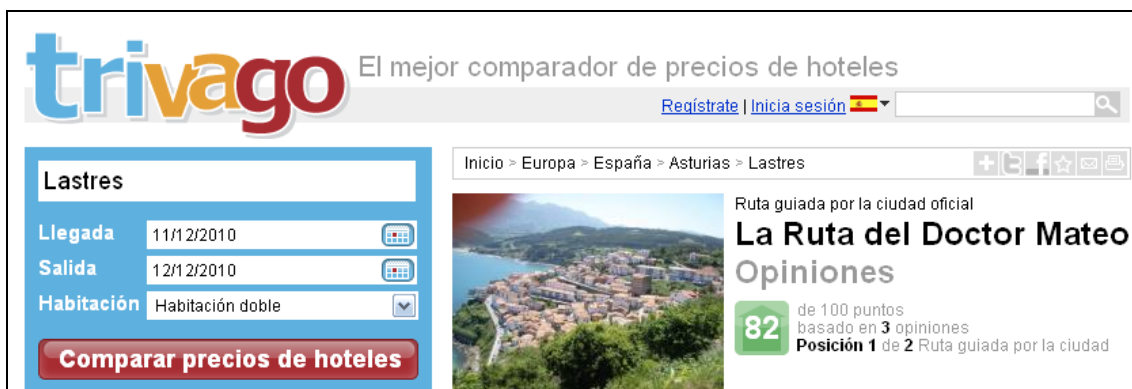 trivago
El mejor comparador de precios de hoteles
Regístrate | Inicia sesión
Lastres
Llegada 11/12/2010
Salida 12/12/2010
Habitación Habitación doble
Comparar precios de hoteles
Inicio > Europa > España > Asturias > Lastres
Ruta guiada por la ciudad oficial
La Ruta del Doctor Mateo
Opiniones
82
de 100 puntos
basado en 3 opiniones
Posición 1 de 2 Ruta guiada por la ciudad